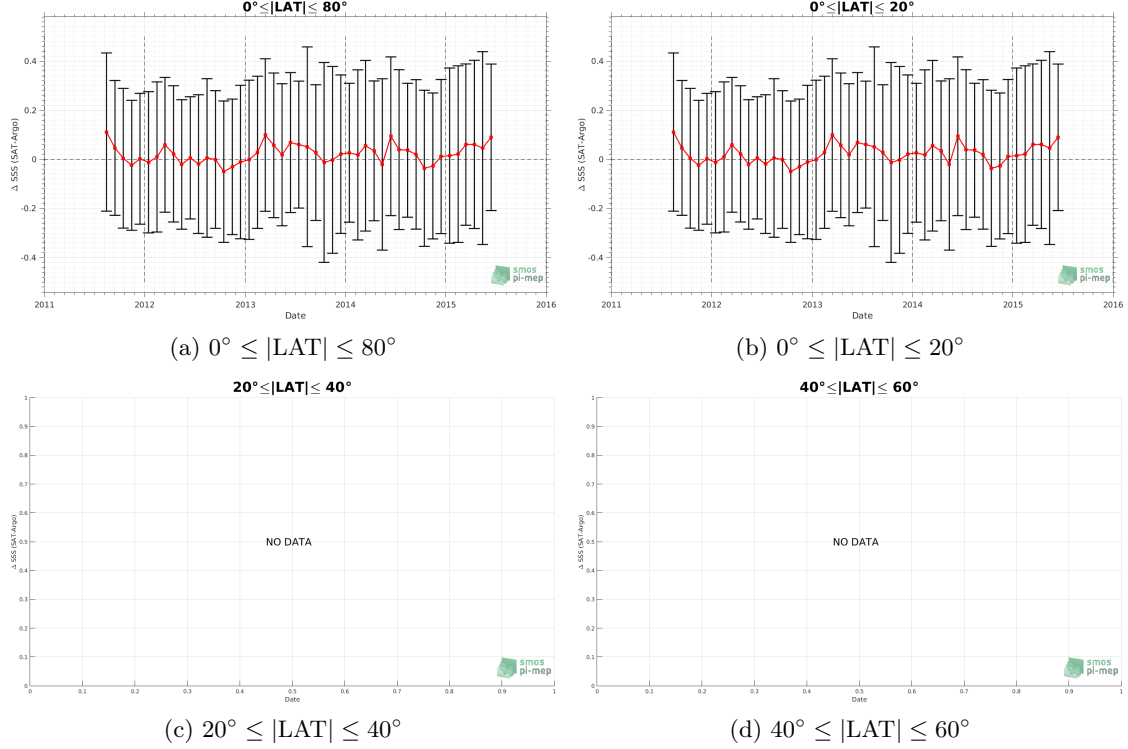 0°≤|LAT|≤ 80°
Δ SSS (SAT-Argo)
0.4
0.2
0
-0.2
-0.4
2011 2012 2013 2014 2015 2016
Date
smos
pi-mep
(a) 0° ≤ |LAT| ≤ 80°
0°≤|LAT|≤ 20°
Δ SSS (SAT-Argo)
0.4
0.2
0
-0.2
-0.4
2011 2012 2013 2014 2015 2016
Date
smos
pi-mep
(b) 0° ≤ |LAT| ≤ 20°
20°≤|LAT|≤ 40°
Δ SSS (SAT-Argo)
1
0.9
0.8
0.7
0.6
0.5
0.4
0.3
0.2
0.1
0
NO DATA
0 0.1 0.2 0.3 0.4 0.5 0.6 0.7 0.8 0.9 1
Date
smos
pi-mep
(c) 20° ≤ |LAT| ≤ 40°
40°≤|LAT|≤ 60°
Δ SSS (SAT-Argo)
1
0.9
0.8
0.7
0.6
0.5
0.4
0.3
0.2
0.1
0
NO DATA
0 0.1 0.2 0.3 0.4 0.5 0.6 0.7 0.8 0.9 1
Date
smos
pi-mep
(d) 40° ≤ |LAT| ≤ 60°